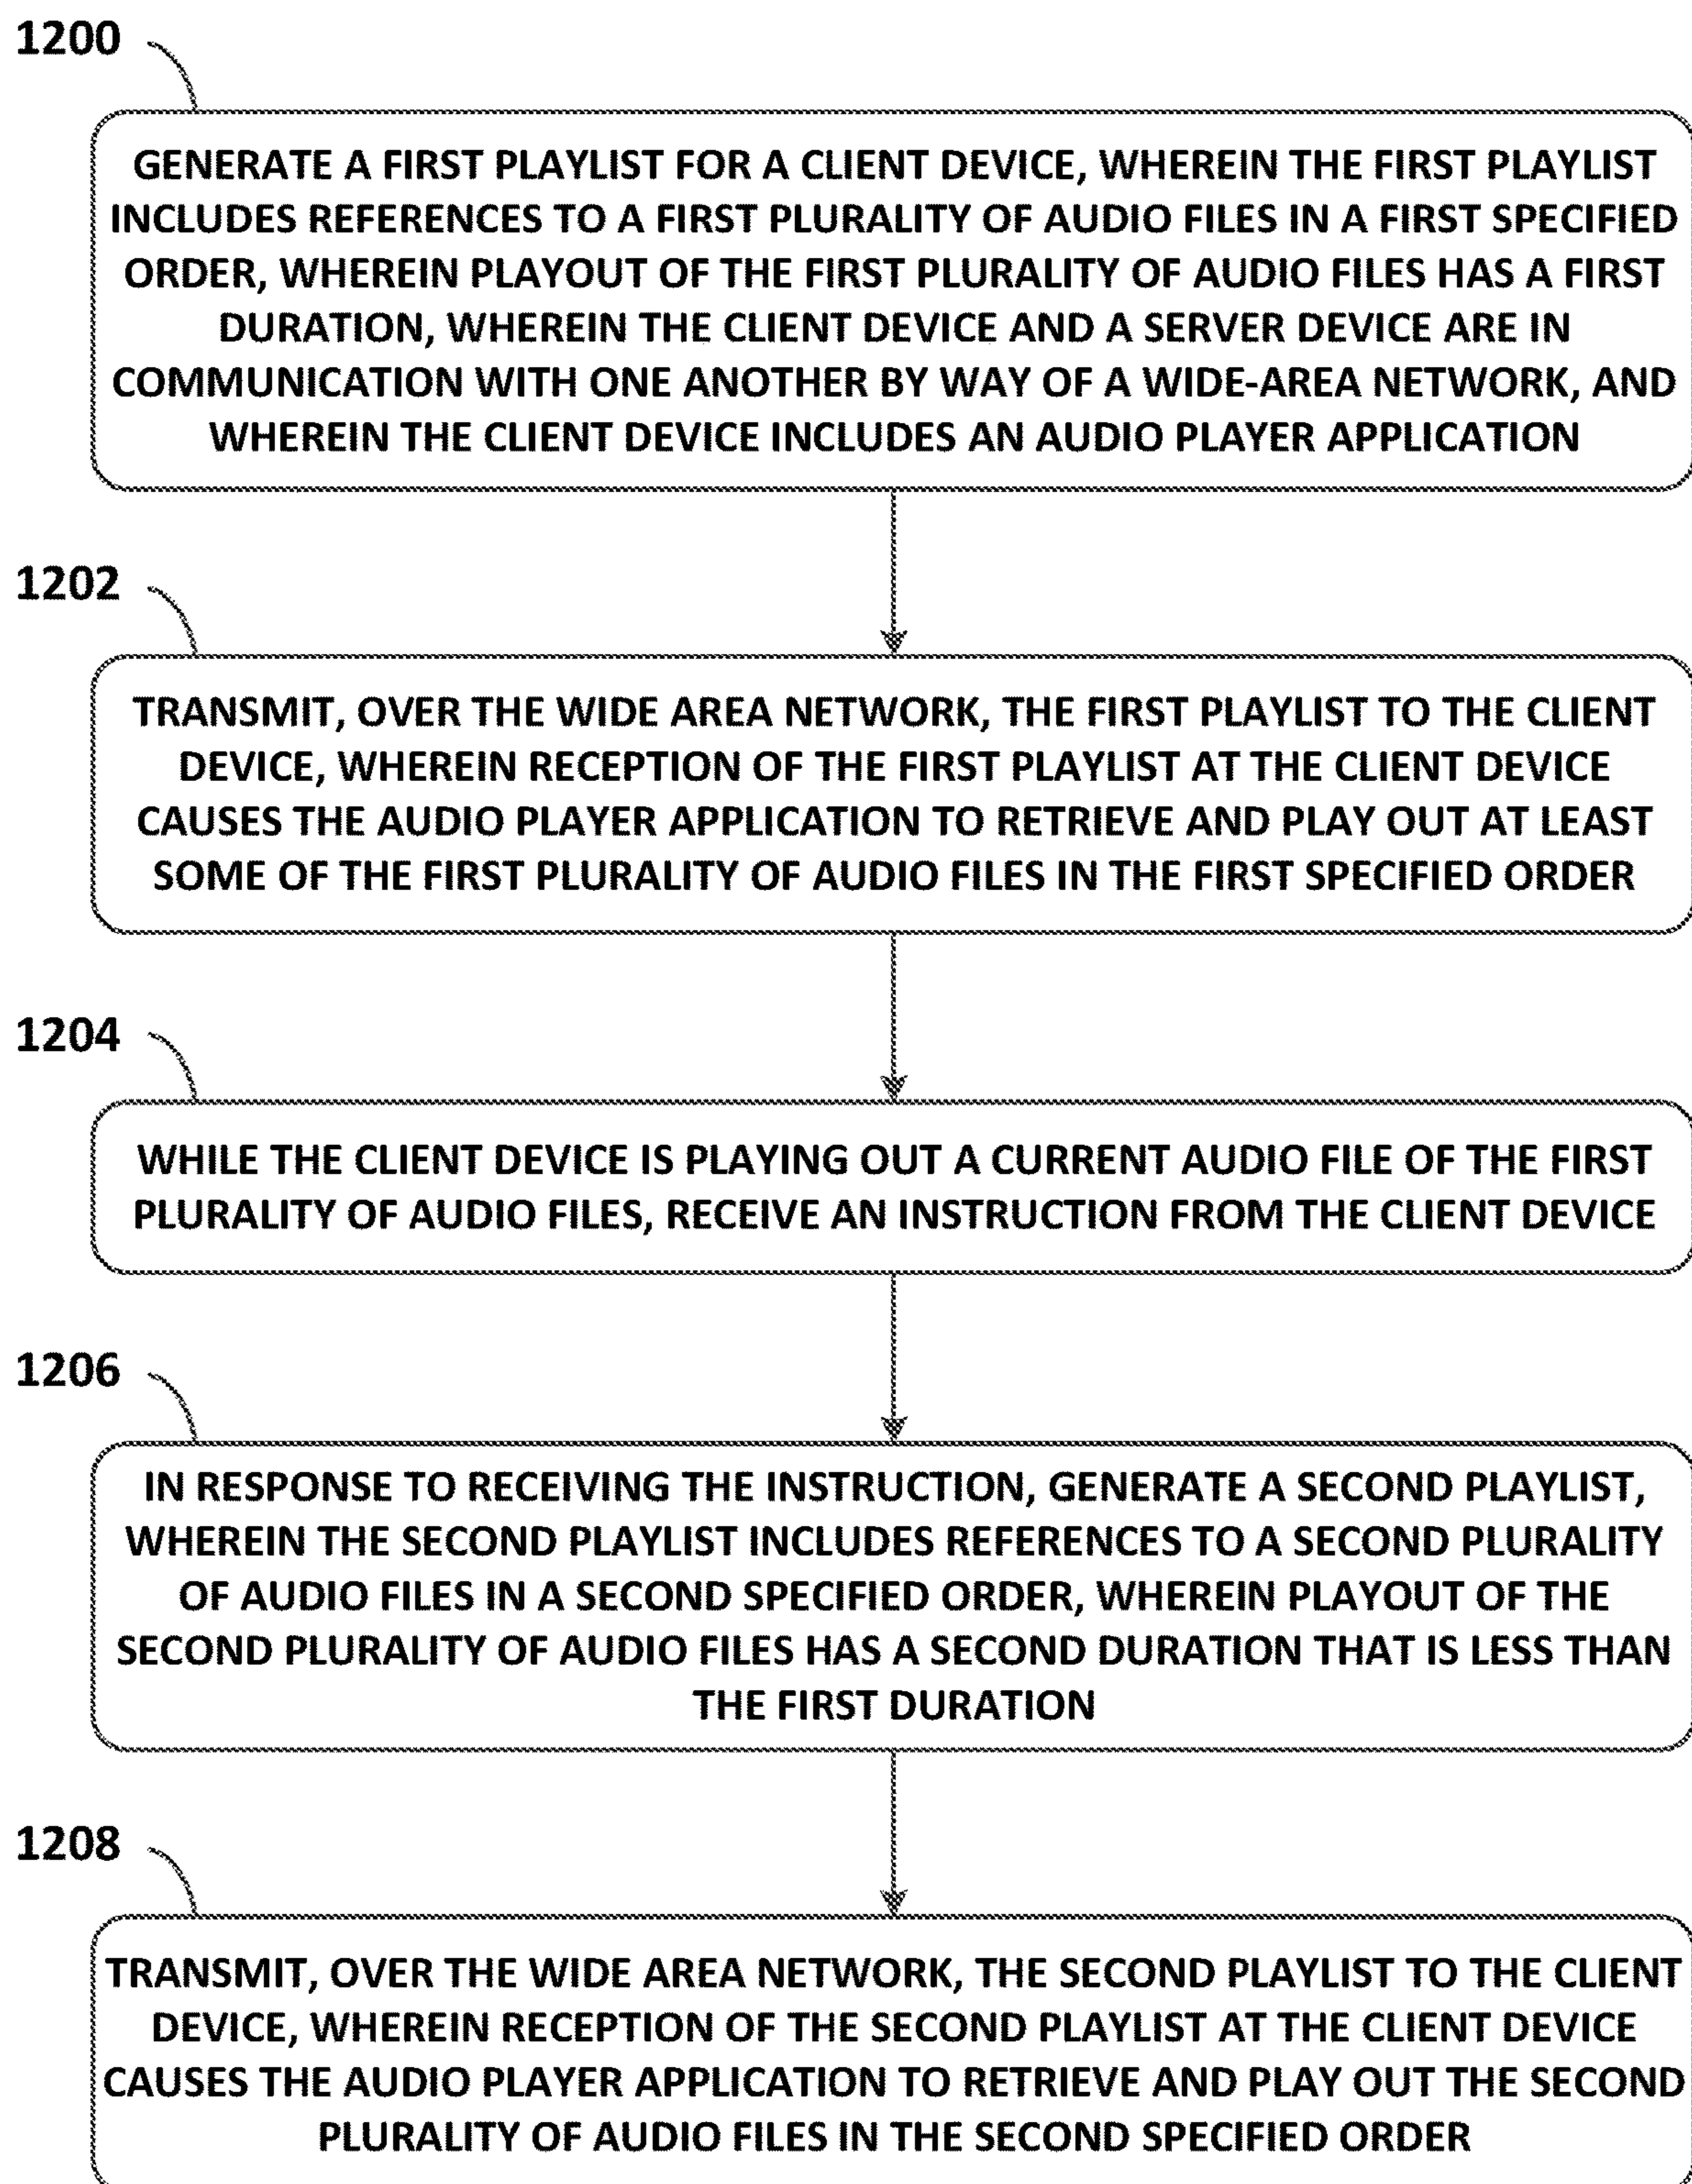 1200
GENERATE A FIRST PLAYLIST FOR A CLIENT DEVICE, WHEREIN THE FIRST PLAYLIST
INCLUDES REFERENCES TO A FIRST PLURALITY OF AUDIO FILES IN A FIRST SPECIFIED
ORDER, WHEREIN PLAYOUT OF THE FIRST PLURALITY OF AUDIO FILES HAS A FIRST
DURATION, WHEREIN THE CLIENT DEVICE AND A SERVER DEVICE ARE IN
COMMUNICATION WITH ONE ANOTHER BY WAY OF A WIDE-AREA NETWORK, AND
WHEREIN THE CLIENT DEVICE INCLUDES AN AUDIO PLAYER APPLICATION
1202
TRANSMIT, OVER THE WIDE AREA NETWORK, THE FIRST PLAYLIST TO THE CLIENT
DEVICE, WHEREIN RECEPTION OF THE FIRST PLAYLIST AT THE CLIENT DEVICE
CAUSES THE AUDIO PLAYER APPLICATION TO RETRIEVE AND PLAY OUT AT LEAST
SOME OF THE FIRST PLURALITY OF AUDIO FILES IN THE FIRST SPECIFIED ORDER
1204
WHILE THE CLIENT DEVICE IS PLAYING OUT A CURRENT AUDIO FILE OF THE FIRST
PLURALITY OF AUDIO FILES, RECEIVE AN INSTRUCTION FROM THE CLIENT DEVICE
1206
IN RESPONSE TO RECEIVING THE INSTRUCTION, GENERATE A SECOND PLAYLIST,
WHEREIN THE SECOND PLAYLIST INCLUDES REFERENCES TO A SECOND PLURALITY
OF AUDIO FILES IN A SECOND SPECIFIED ORDER, WHEREIN PLAYOUT OF THE
SECOND PLURALITY OF AUDIO FILES HAS A SECOND DURATION THAT IS LESS THAN
THE FIRST DURATION
1208
TRANSMIT, OVER THE WIDE AREA NETWORK, THE SECOND PLAYLIST TO THE CLIENT
DEVICE, WHEREIN RECEPTION OF THE SECOND PLAYLIST AT THE CLIENT DEVICE
CAUSES THE AUDIO PLAYER APPLICATION TO RETRIEVE AND PLAY OUT THE SECOND
PLURALITY OF AUDIO FILES IN THE SECOND SPECIFIED ORDER